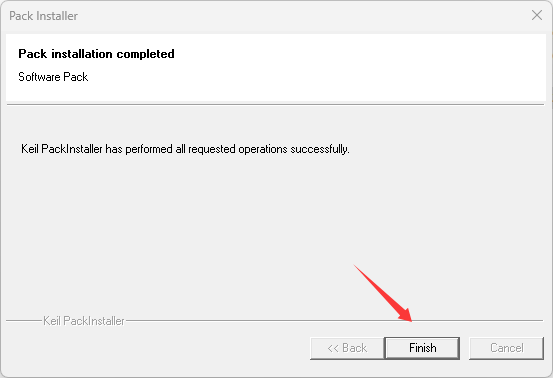 Pack Installer
Pack installation completed
Software Pack
Keil PackInstaller has performed all requested operations successfully.
Keil PackInstaller
<< Back
Finish
Cancel